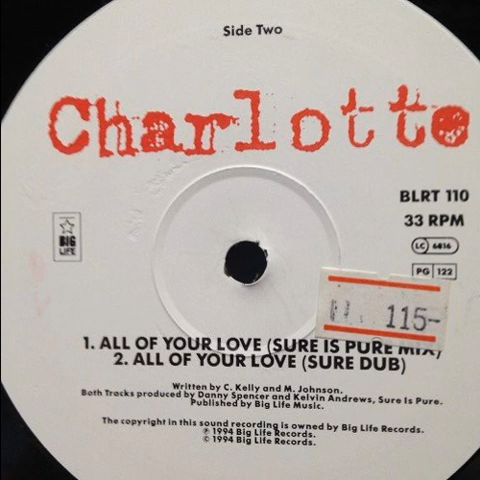 Side Two
Charlotte
BLRT 110
33 RPM
BIG
LIFE
LC 6816
PG 122
115-
1. ALL OF YOUR LOVE (SURE IS PURE MIX)
2. ALL OF YOUR LOVE (SURE DUB)
Written by C. Kelly and M. Johnson.
Both Tracks produced by Danny Spencer and Kelvin Andrews, Sure Is Pure.
Published by Big Life Music.
The copyright in this sound recording is owned by Big Life Records.
℗ 1994 Big Life Records.
© 1994 Big Life Records.